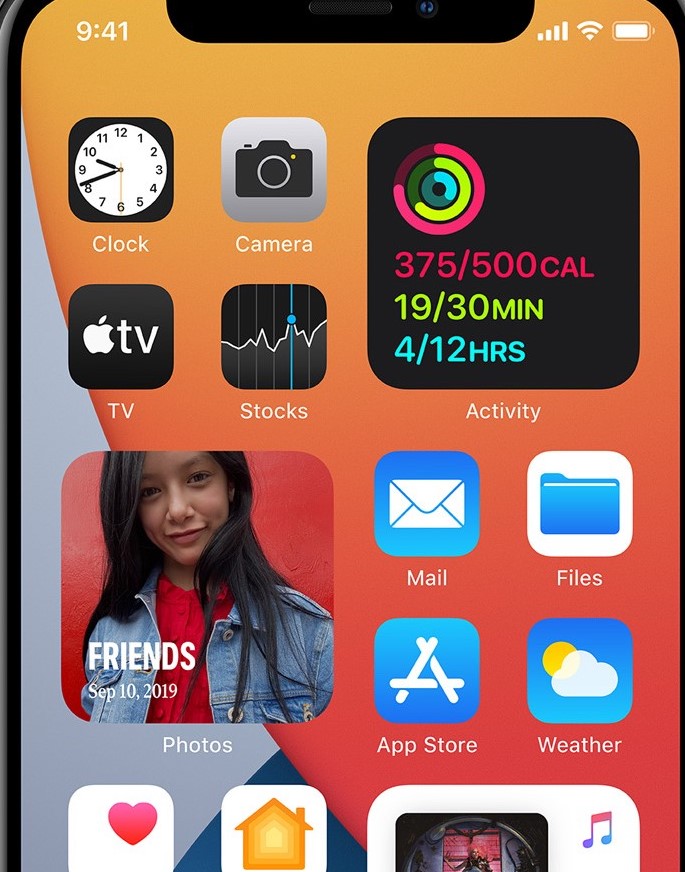 9:41
12
11
1
10
2
9
3
8
4
7
5
6
Clock
Camera
375/500CAL
19/30MIN
4/12HRS
tv
TV
Stocks
Activity
FRIENDS
Sep 10, 2019
Mail
Files
Photos
App Store
Weather